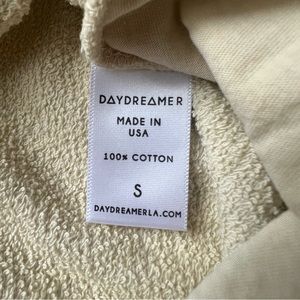 DAYDREAMER
MADE IN
USA
100% COTTON
S
DAYDREAMERLA.COM